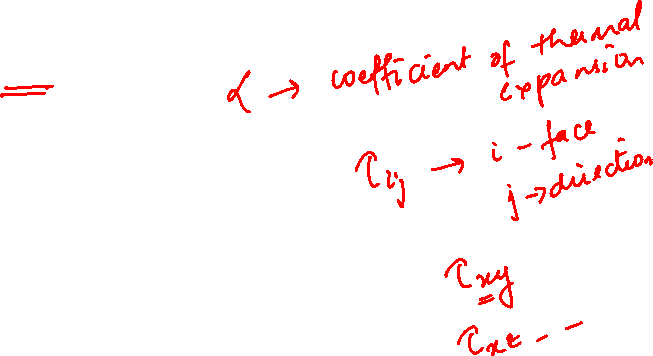 = α → coefficient of thermal
expansion
τij → i - face
j → direction
τxy
τxz - -